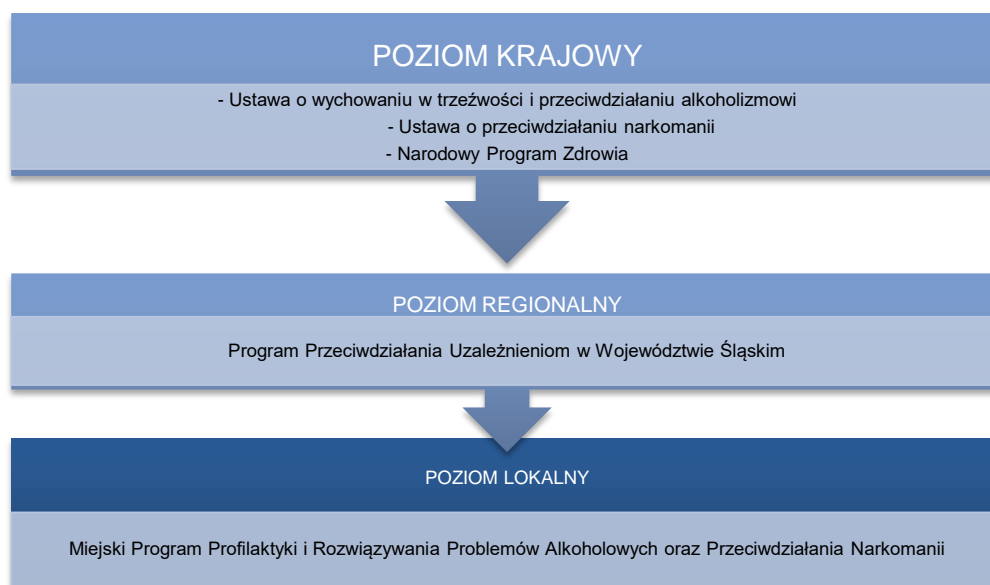 POZIOM KRAJOWY
- Ustawa o wychowaniu w trzeźwości i przeciwdziałaniu alkoholizmowi
- Ustawa o przeciwdziałaniu narkomanii
- Narodowy Program Zdrowia
POZIOM REGIONALNY
Program Przeciwdziałania Uzależnieniom w Województwie Śląskim
POZIOM LOKALNY
Miejski Program Profilaktyki i Rozwiązywania Problemów Alkoholowych oraz Przeciwdziałania Narkomanii